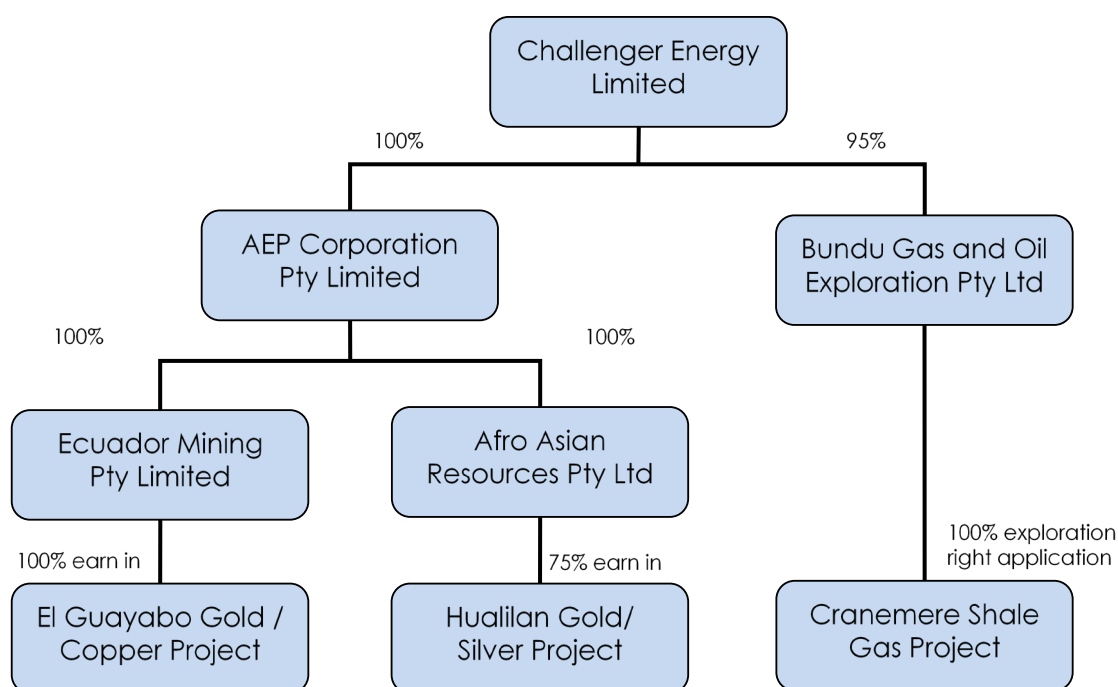 Challenger Energy
Limited
100%
95%
AEP Corporation
Pty Limited
Bundu Gas and Oil
Exploration Pty Ltd
100%
100%
Ecuador Mining
Pty Limited
Afro Asian
Resources Pty Ltd
100% earn in
75% earn in
100% exploration
right application
El Guayabo Gold /
Copper Project
Hualilan Gold/
Silver Project
Cranemere Shale
Gas Project